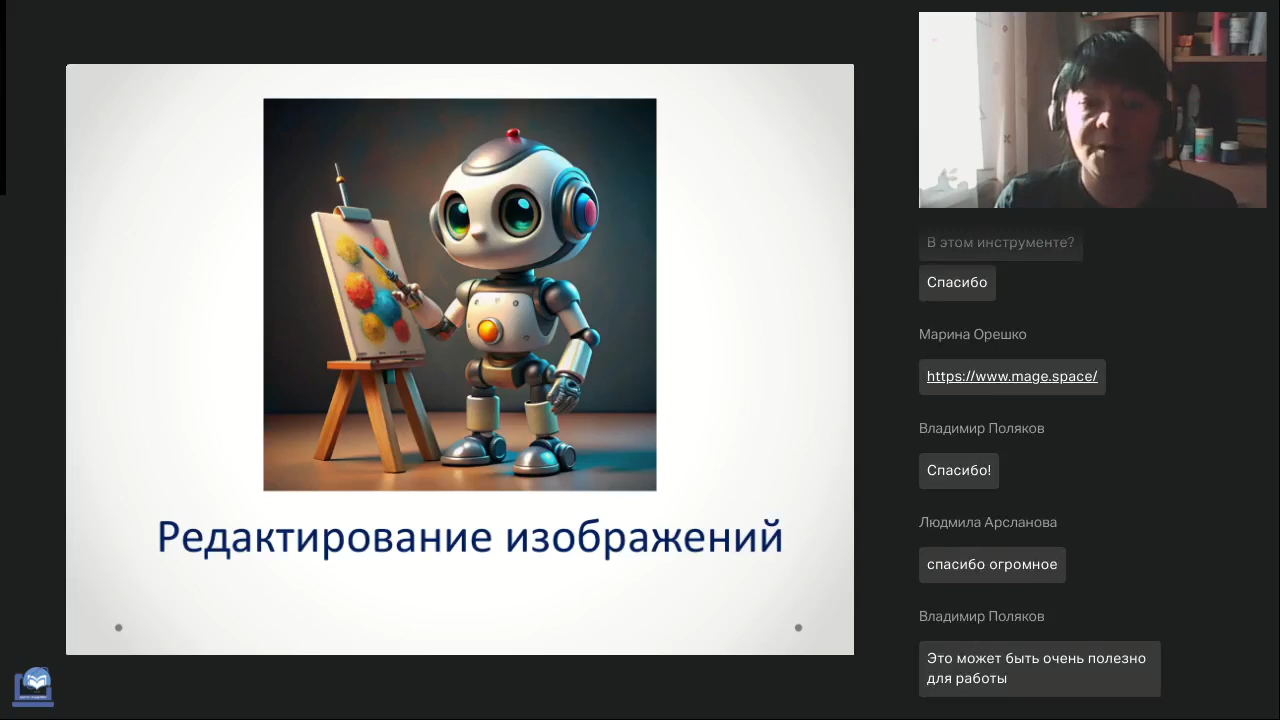 Редактирование изображений
В этом инструменте?
Спасибо
Марина Орешко
https://www.mage.space/
Владимир Поляков
Спасибо!
Людмила Арсланова
спасибо огромное
Владимир Поляков
Это может быть очень полезно
для работы